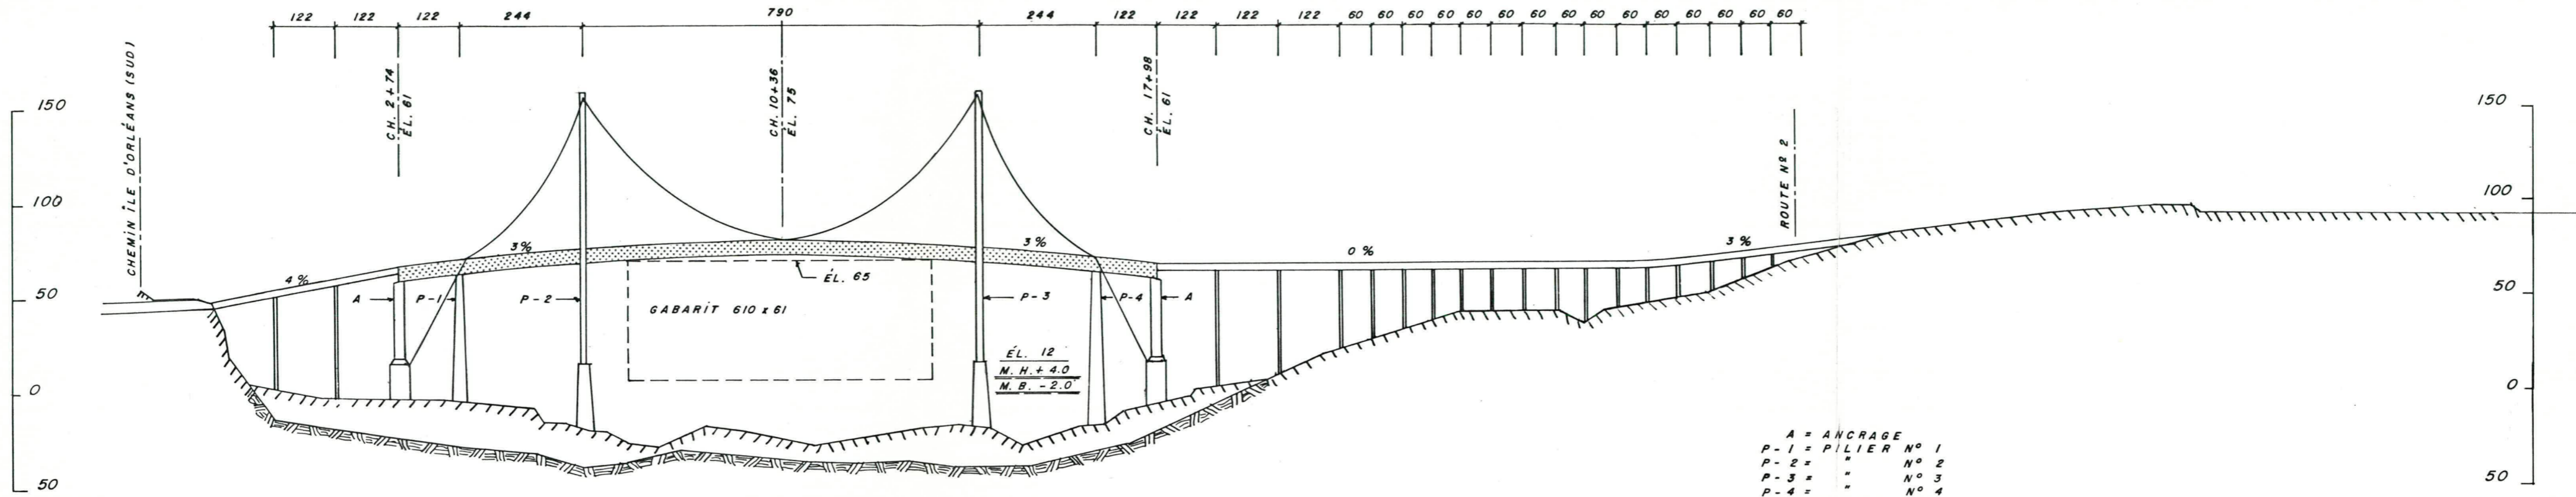 122 122 122 244 790 244 122 122 122 122 60 60 60 60 60 60 60 60 60 60 60 60 60 60 60
CHEMIN ÎLE D'ORLÉANS (SUD)
CH. 2+74
ÉL. 61
CH. 10+36
ÉL. 75
CH. 17+98
ÉL. 61
ROUTE Nº 2
150
100
50
0
50
150
100
50
0
50
4%
3%
3%
0 %
3 %
A
P-1
P-2
P-3
P-4
A
ÉL. 65
GABARIT 610 x 61
ÉL. 12
M. H. + 4.0
M. B. - 2.0
A = ANCRAGE
P-1 = PILIER Nº 1
P-2 = " Nº 2
P-3 = " Nº 3
P-4 = " Nº 4